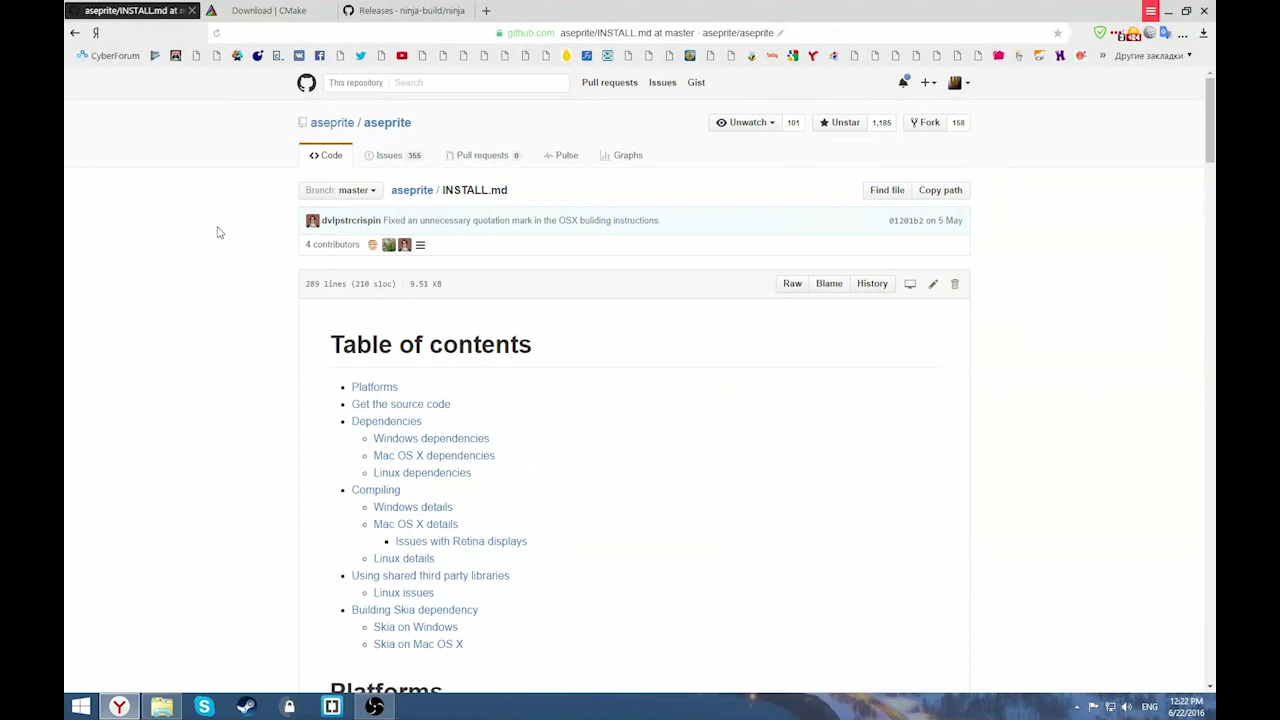 aseprite/INSTALL.md at m
Download | CMake
Releases · ninja-build/ninja
Я
github.com aseprite/INSTALL.md at master · aseprite/aseprite
CyberForum
Другие закладки
This repository Search
Pull requests Issues Gist
aseprite / aseprite
Unwatch 101 Unstar 1,185 Fork 158
Code Issues 355 Pull requests 0 Pulse Graphs
Branch: master aseprite / INSTALL.md Find file Copy path
dvlpstrcrispin Fixed an unnecessary quotation mark in the OSX buliding instructions. 01201b2 on 5 May
4 contributors
289 lines (210 sloc) 9.51 KB Raw Blame History
Table of contents
Platforms
Get the source code
Dependencies
Windows dependencies
Mac OS X dependencies
Linux dependencies
Compiling
Windows details
Mac OS X details
Issues with Retina displays
Linux details
Using shared third party libraries
Linux issues
Building Skia dependency
Skia on Windows
Skia on Mac OS X
Platforms
ENG 12:22 PM
6/22/2016